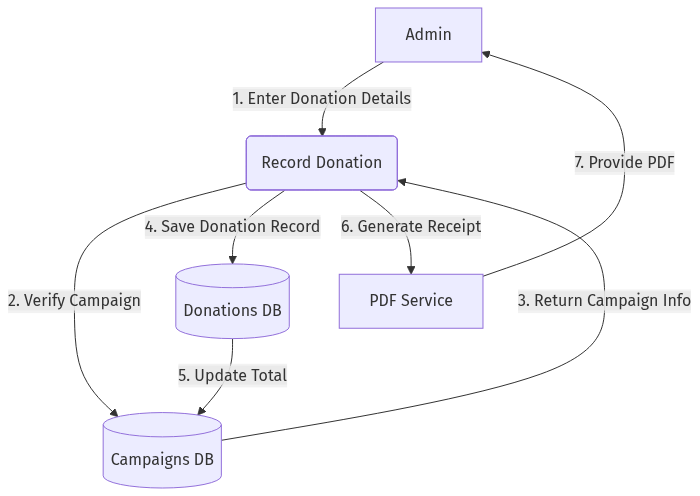 Admin
1. Enter Donation Details
Record Donation
7. Provide PDF
4. Save Donation Record
6. Generate Receipt
2. Verify Campaign
Donations DB
PDF Service
3. Return Campaign Info
5. Update Total
Campaigns DB